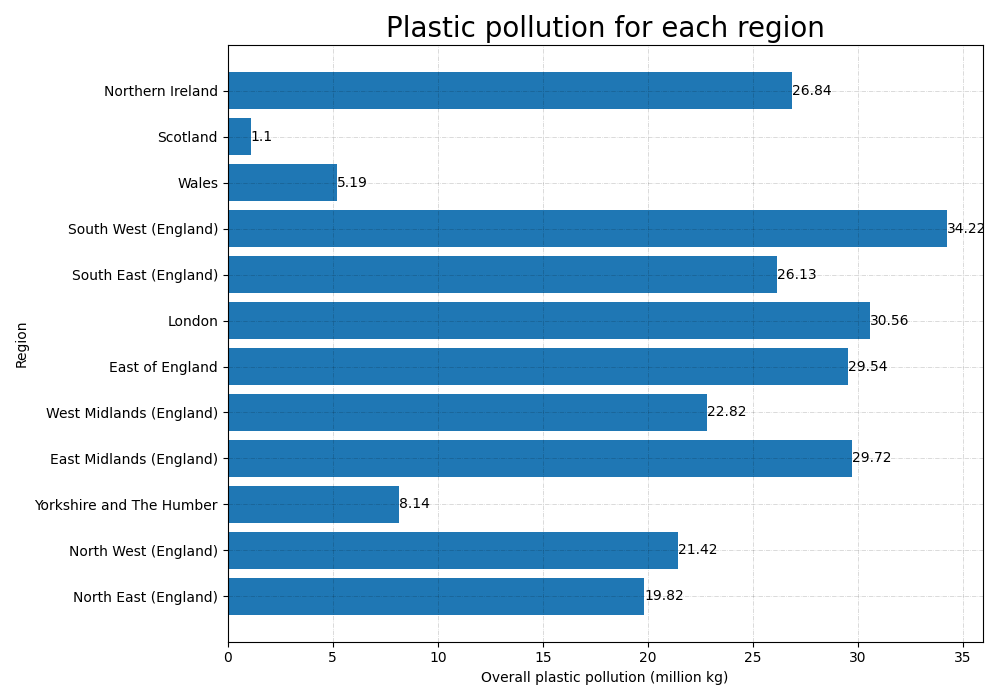 Plastic pollution for each region
Northern Ireland
26.84
Scotland
1.1
Wales
5.19
South West (England)
34.22
South East (England)
26.13
London
30.56
East of England
29.54
West Midlands (England)
22.82
East Midlands (England)
29.72
Yorkshire and The Humber
8.14
North West (England)
21.42
North East (England)
19.82
Region
0 5 10 15 20 25 30 35
Overall plastic pollution (million kg)